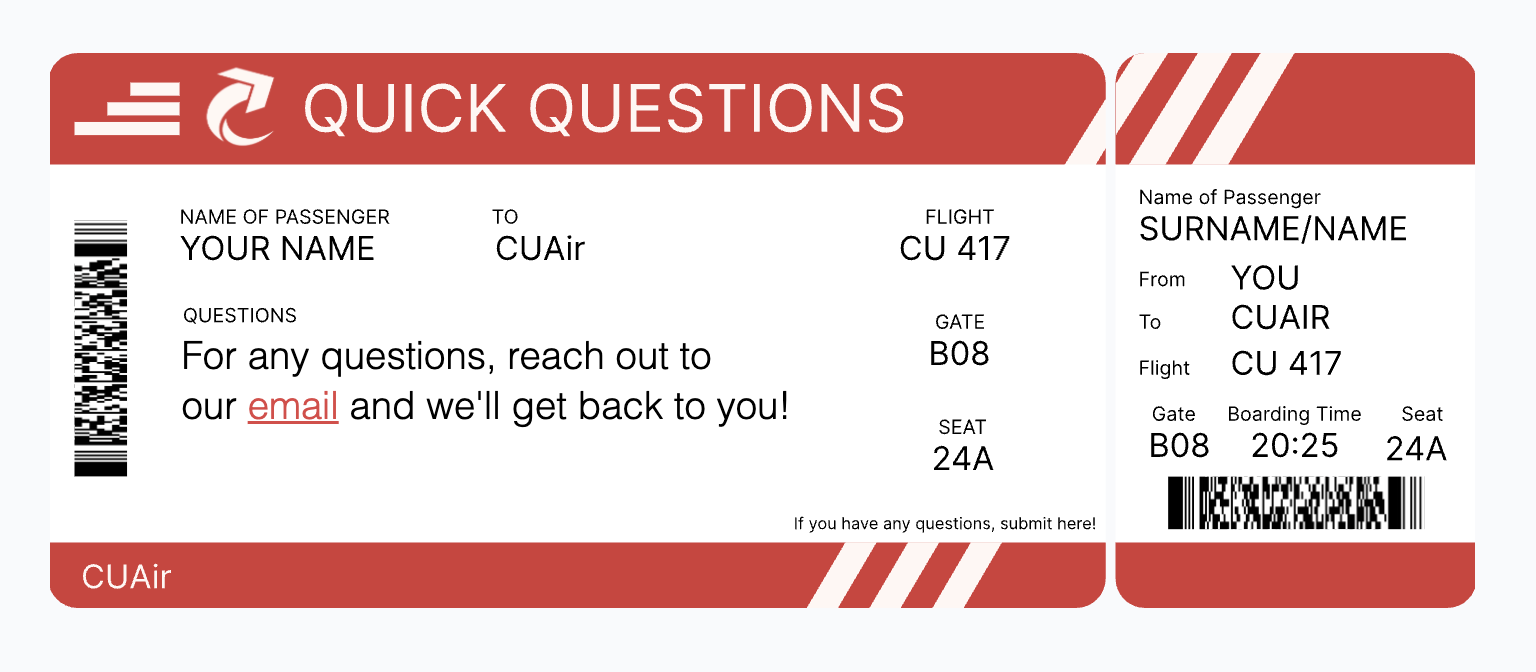 QUICK QUESTIONS
NAME OF PASSENGER
YOUR NAME
TO
CUAir
FLIGHT
CU 417
QUESTIONS
For any questions, reach out to
our email and we'll get back to you!
GATE
B08
SEAT
24A
If you have any questions, submit here!
CUAir
Name of Passenger
SURNAME/NAME
From YOU
To CUAIR
Flight CU 417
Gate Boarding Time Seat
B08 20:25 24A